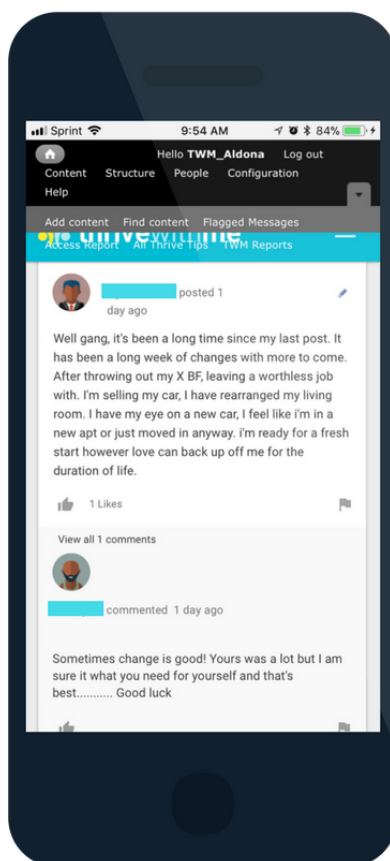 Sprint 9:54 AM 84%
Hello TWM_Aldona Log out
Content Structure People Configuration
Help
Add content Find content Flagged Messages
thrivewithme
Access Report All Thrive Tips TWM Reports
posted 1
day ago
Well gang, it's been a long time since my last post. It
has been a long week of changes with more to come.
After throwing out my X BF, leaving a worthless job
with. I'm selling my car, I have rearranged my living
room. I have my eye on a new car, I feel like i'm in a
new apt or just moved in anyway. i'm ready for a fresh
start however love can back up off me for the
duration of life.
1 Likes
View all 1 comments
commented 1 day ago
Sometimes change is good! Yours was a lot but I am
sure it what you need for yourself and that's
best........... Good luck